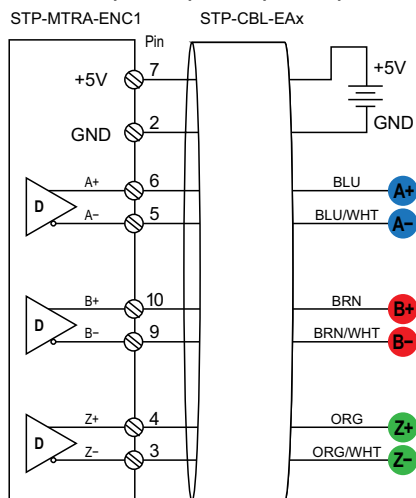 STP-MTRA-ENC1 STP-CBL-EAx
Pin
+5V 7 +5V
GND 2 GND
D A+ 6 BLU A+
A− 5 BLU/WHT A−
D B+ 10 BRN B+
B− 9 BRN/WHT B−
D Z+ 4 ORG Z+
Z− 3 ORG/WHT Z−